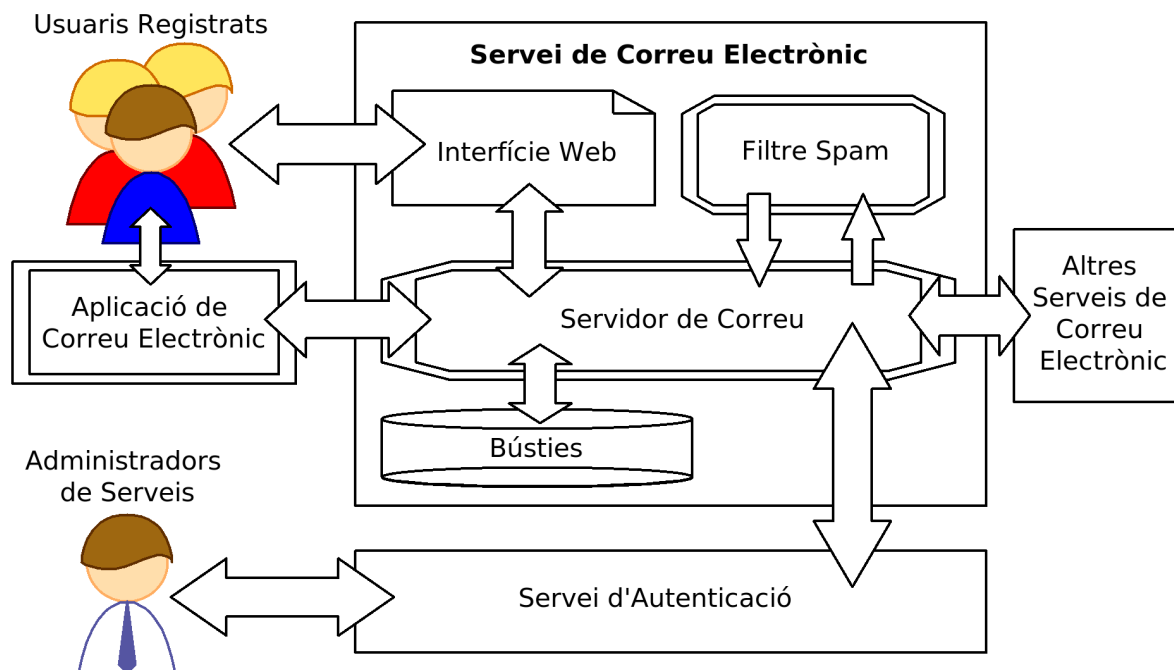 Usuaris Registrats
Servei de Correu Electrònic
Interfície Web
Filtre Spam
Aplicació de
Correu Electrònic
Servidor de Correu
Altres
Serveis de
Correu
Electrònic
Bústies
Administradors
de Serveis
Servei d'Autenticació